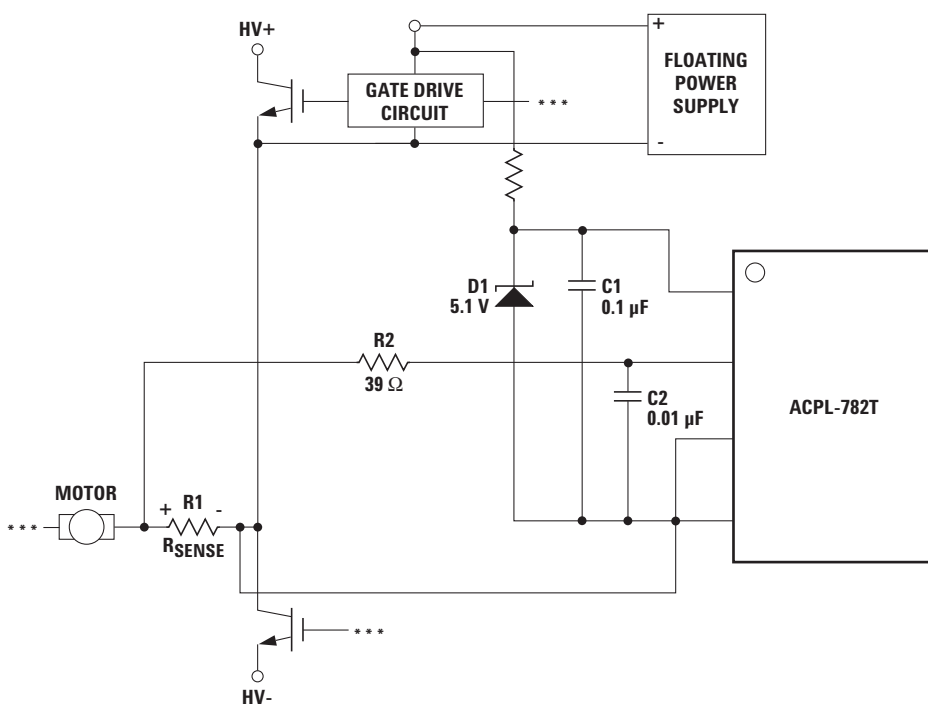 HV+
+
FLOATING
POWER
SUPPLY
-
GATE DRIVE
CIRCUIT
***
D1
5.1 V
C1
0.1 µF
R2
39 Ω
C2
0.01 µF
ACPL-782T
MOTOR
***
+
R1
-
RSENSE
***
HV-